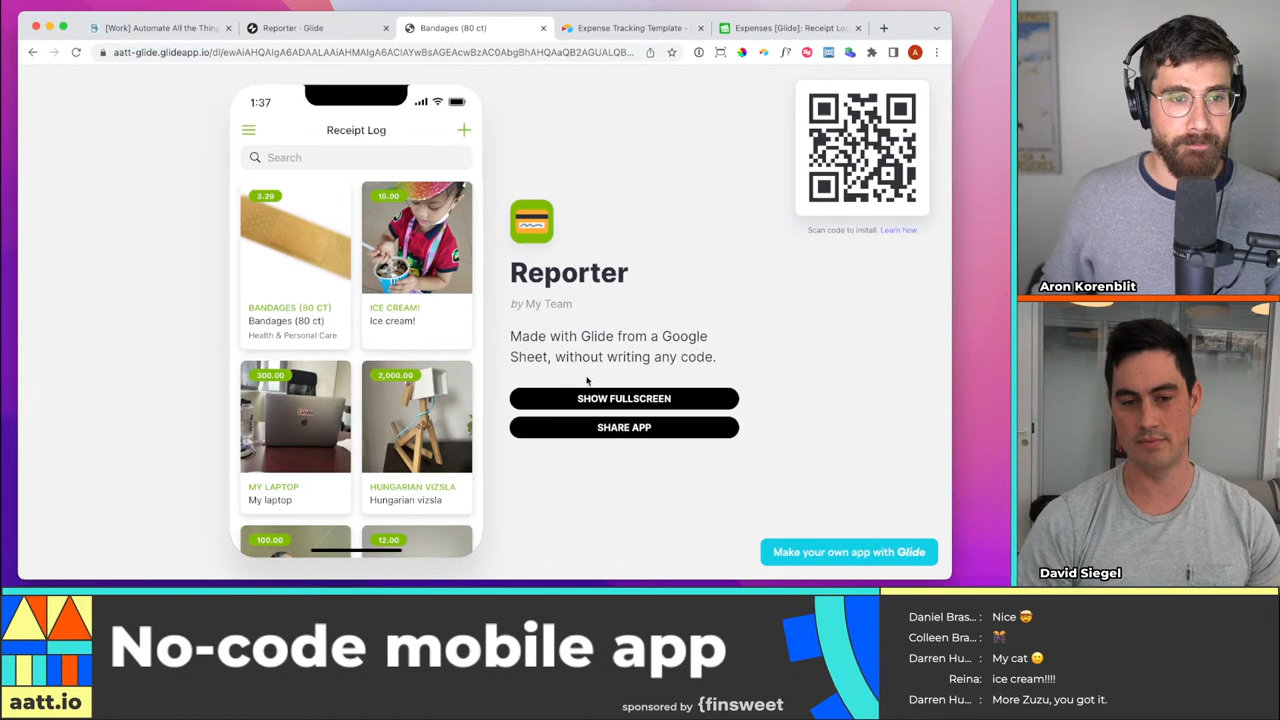 [Work] Automate All the Thing
Reporter - Glide
Bandages (80 ct)
Expense Tracking Template -
Expenses [Glide]: Receipt Log
aatt-glide.glideapp.io/dl/ewAiAHQAIgA6ADAALAAiAHMAIgA6ACIAYwBsAGEAcwBzAC0AbgBhAHQAaQB2AGUALQB...
A
1:37
Receipt Log
Search
3.29
BANDAGES (80 CT)
Bandages (80 ct)
Health & Personal Care
15.00
ICE CREAM!
Ice cream!
300.00
Glide
MY LAPTOP
My laptop
2,000.00
HUNGARIAN VIZSLA
Hungarian vizsla
100.00
12.00
Reporter
by My Team
Made with Glide from a Google
Sheet, without writing any code.
SHOW FULLSCREEN
SHARE APP
Scan code to install. Learn how
Make your own app with Glide
Aron Korenblit
David Siegel
aatt.io
No-code mobile app
sponsored by {finsweet
Daniel Bras... : Nice 🤯
Colleen Bra... : 🎊
Darren Hu... : My cat 🙂
Reina: ice cream!!!!
Darren Hu... : More Zuzu, you got it.